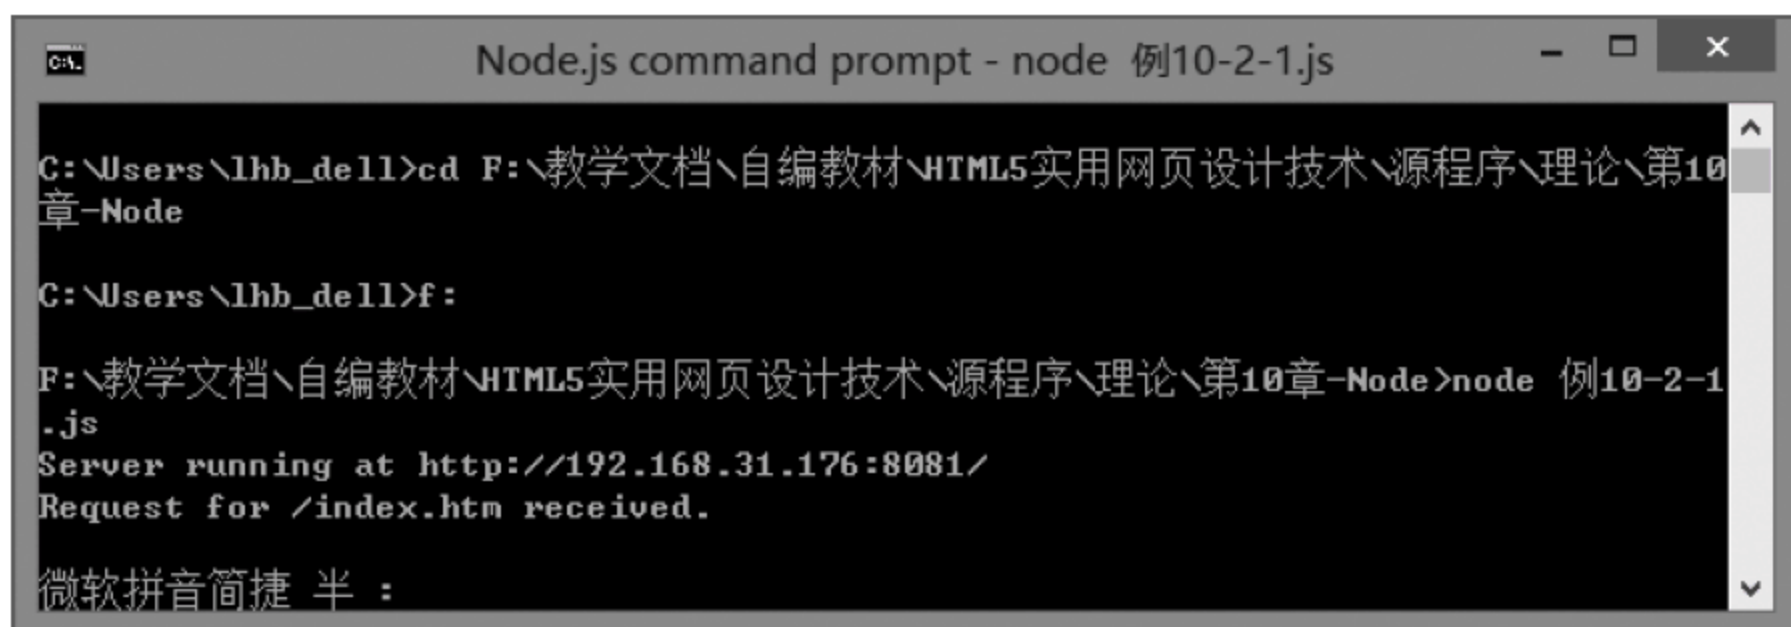 C:\. Node.js command prompt - node 例10-2-1.js
C:\Users\lhb_dell>cd F:\教学文档\自编教材\HTML5实用网页设计技术\源程序\理论\第10
章-Node
C:\Users\lhb_dell>f:
F:\教学文档\自编教材\HTML5实用网页设计技术\源程序\理论\第10章-Node>node 例10-2-1
.js
Server running at http://192.168.31.176:8081/
Request for /index.htm received.
微软拼音简捷 半 :